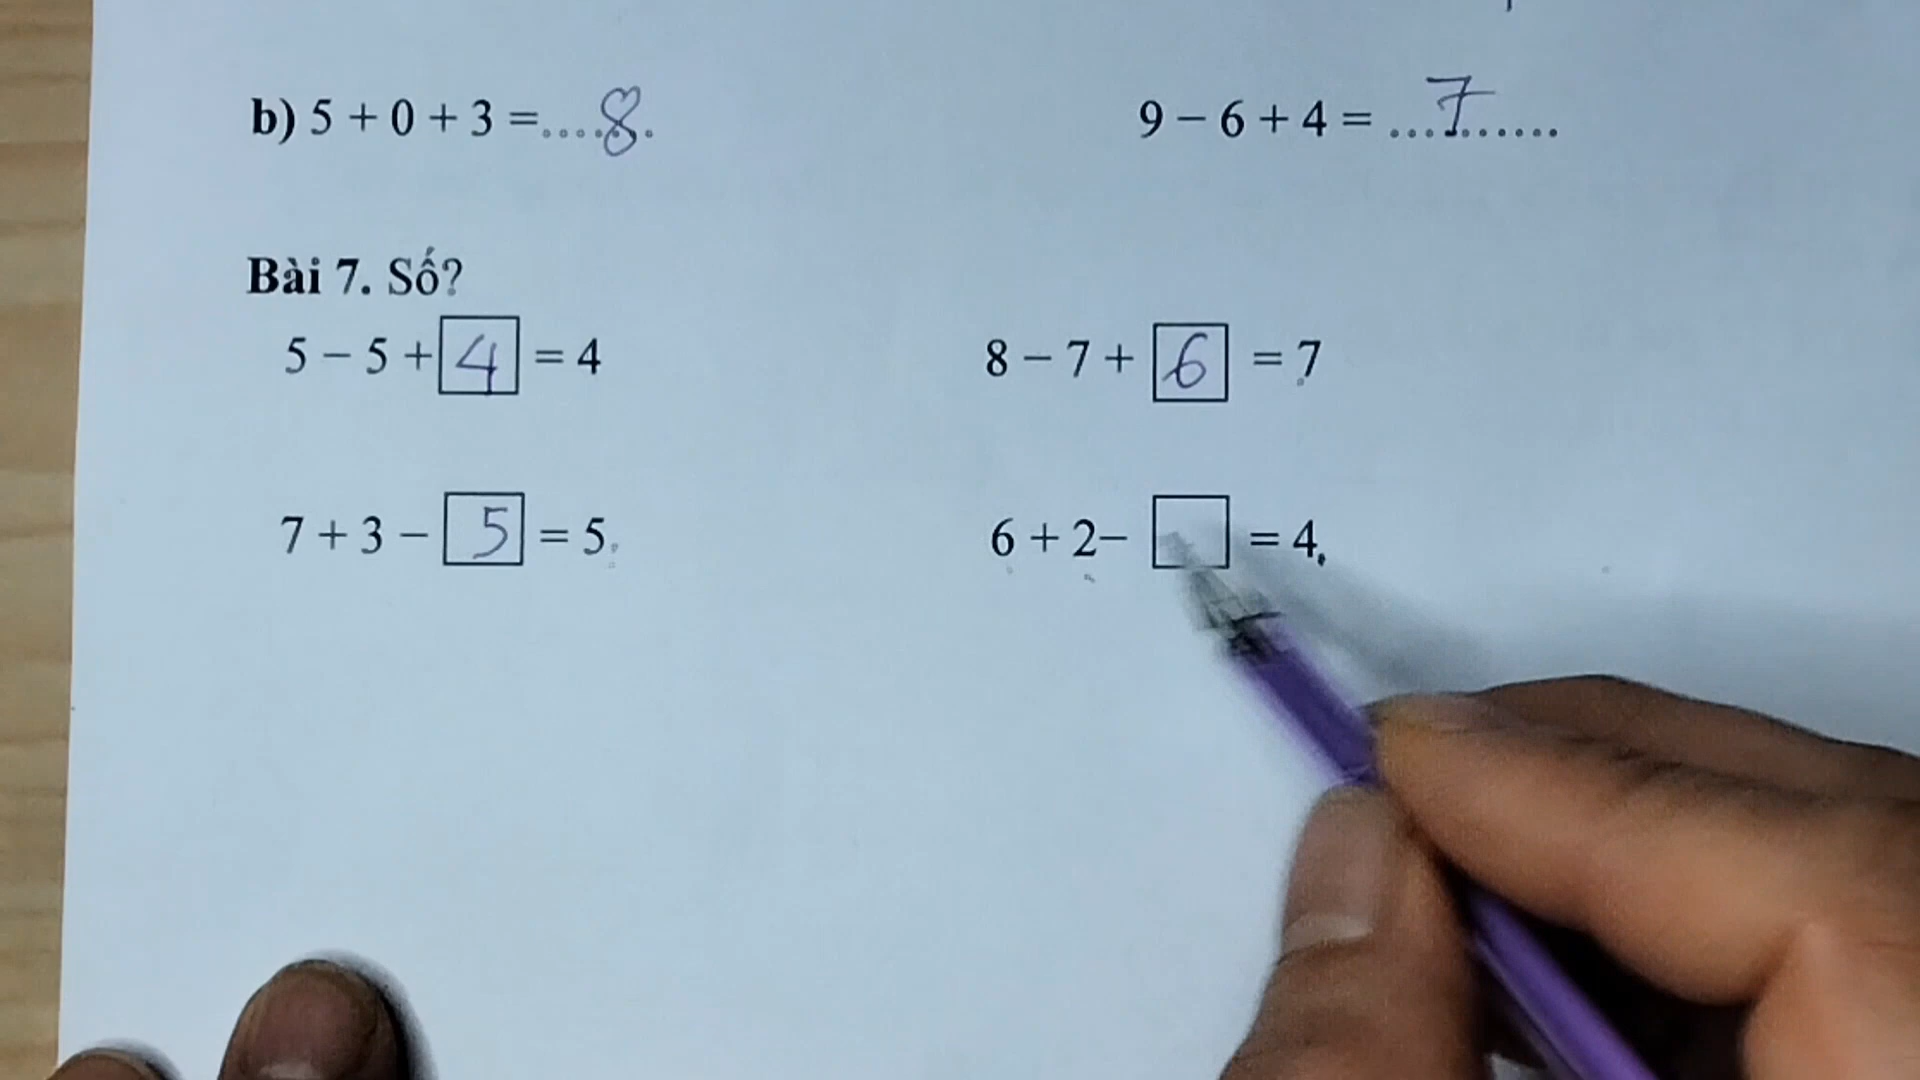 b) 5 + 0 + 3 =....8.. 9 – 6 + 4 = ...7......
Bài 7. Số?
5 – 5 + 4 = 4 8 – 7 + 6 = 7
7 + 3 – 5 = 5 6 + 2– = 4